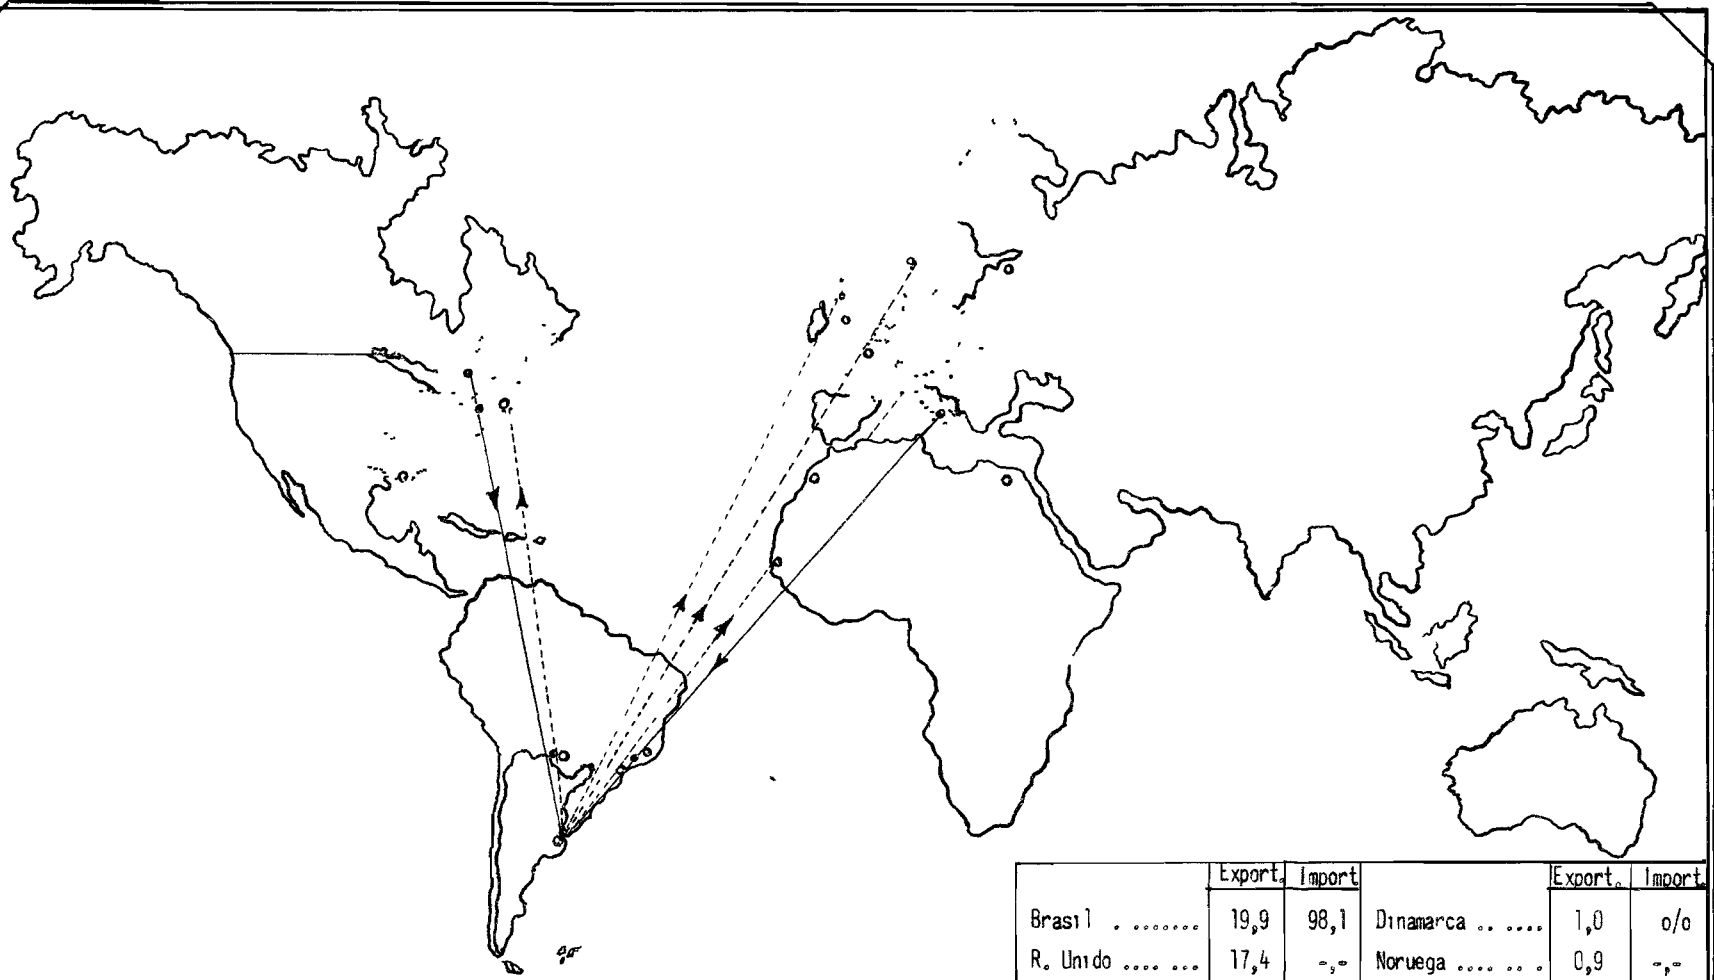 Export. Import Export. Import.
Brasil . ....... 19,9 98,1 Dinamarca .. .... 1,0 o/o
R. Unido .... ... 17,4 -,- Noruega .... .. . 0,9 -,-